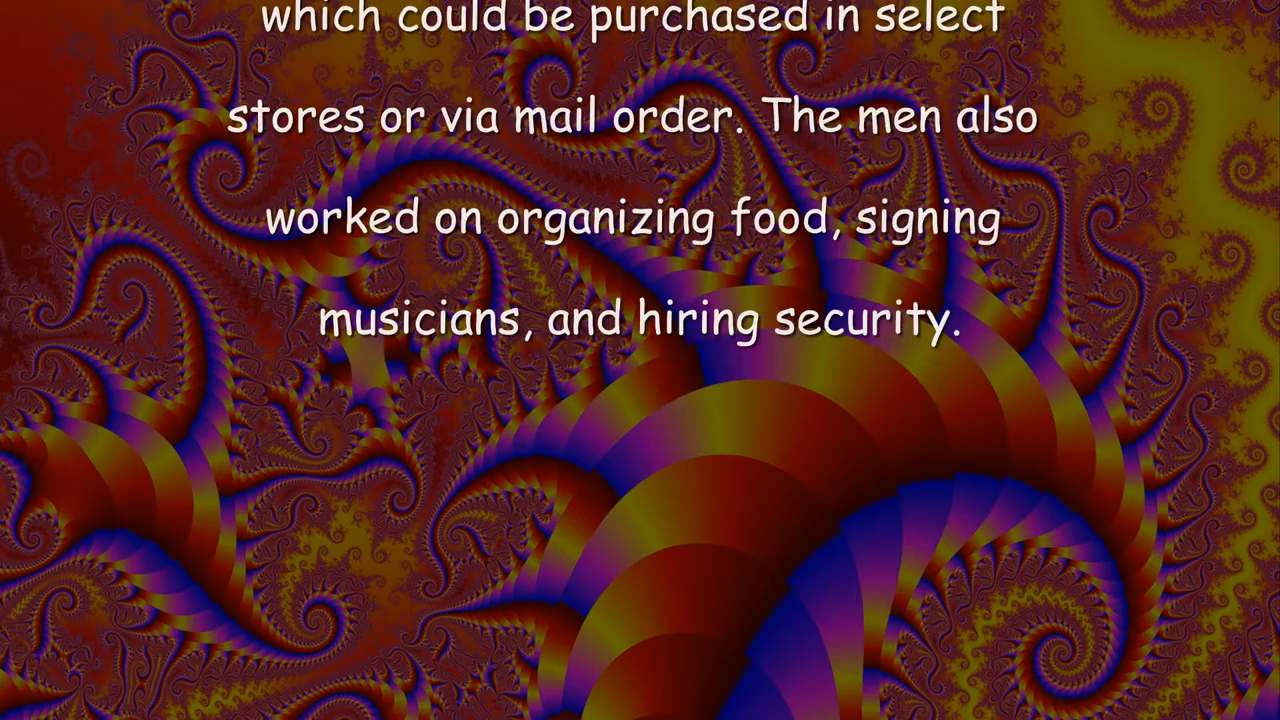 which could be purchased in select
stores or via mail order. The men also
worked on organizing food, signing
musicians, and hiring security.